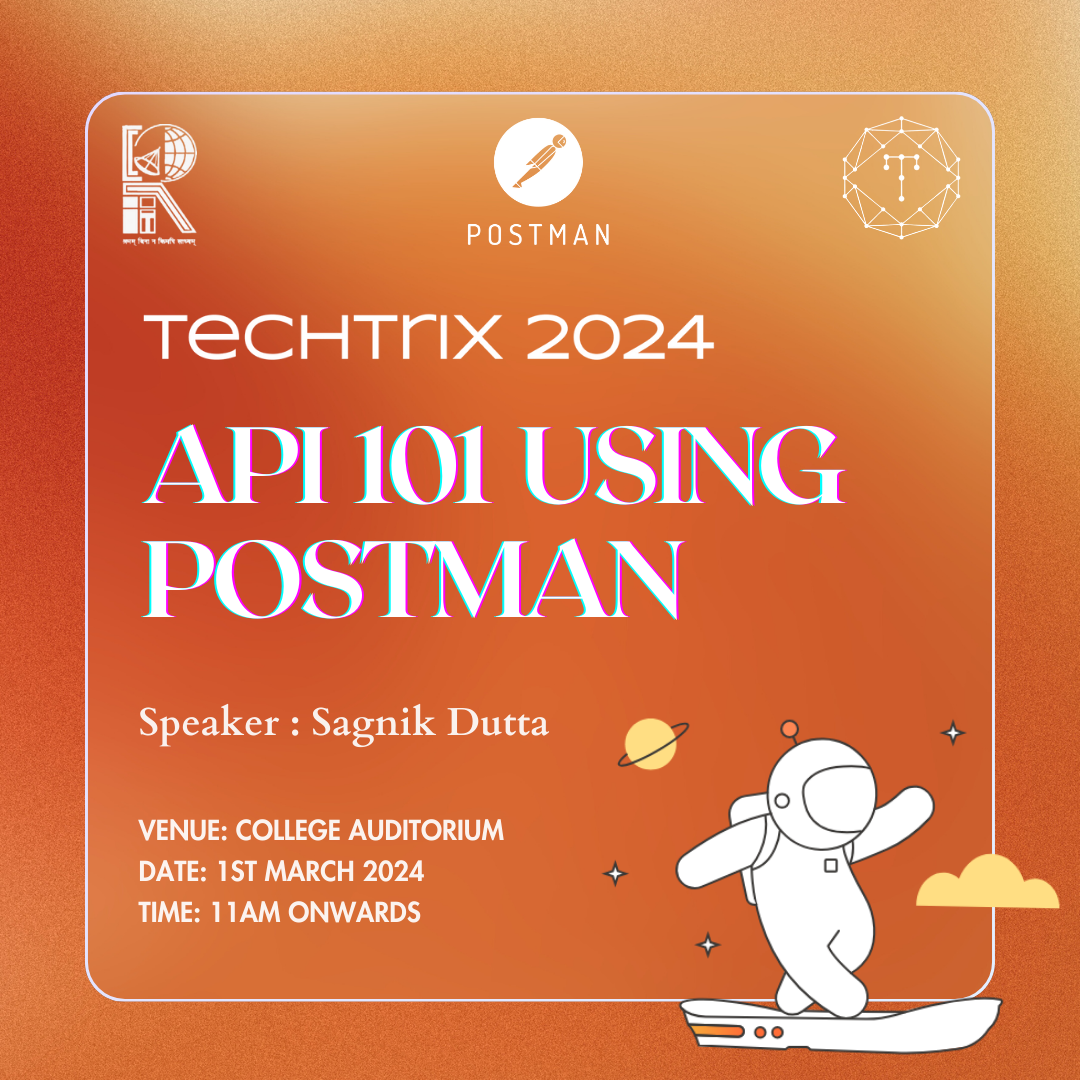 POSTMAN
TECHTRIX 2024
API 101 USING
POSTMAN
Speaker : Sagnik Dutta
VENUE: COLLEGE AUDITORIUM
DATE: 1ST MARCH 2024
TIME: 11AM ONWARDS